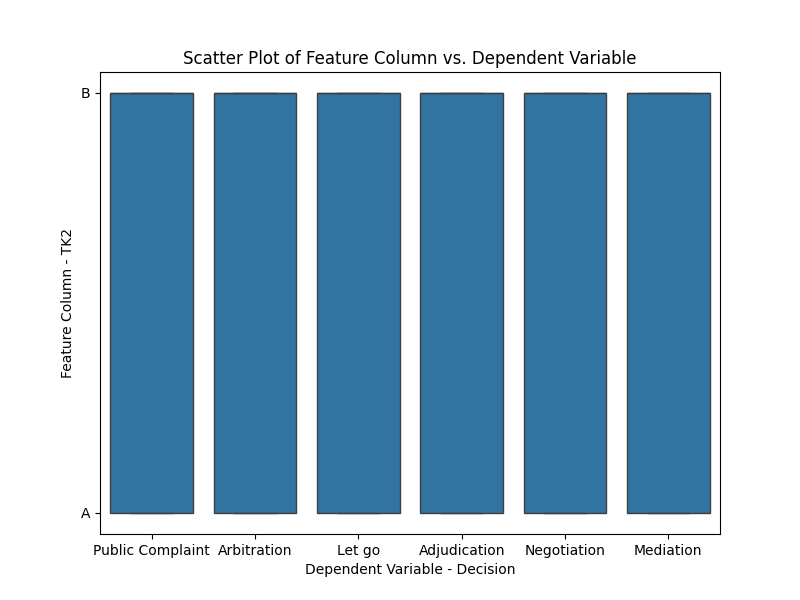 Scatter Plot of Feature Column vs. Dependent Variable
B
Feature Column - TK2
A
Public Complaint Arbitration Let go Adjudication Negotiation Mediation
Dependent Variable - Decision